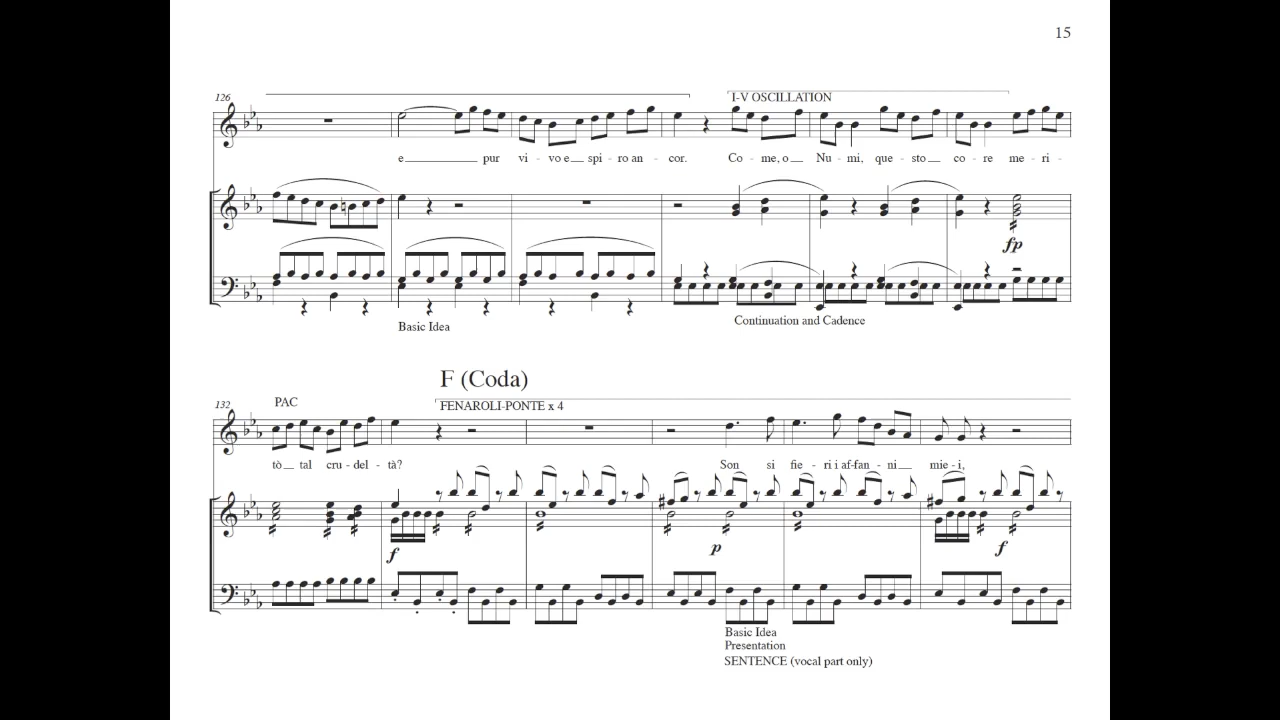 15
126
I-V OSCILLATION
e pur vi - vo e spi - ro an - cor. Co - me, o Nu - mi, que - sto co - re me - ri -
fp
Basic Idea
Continuation and Cadence
F (Coda)
132
PAC
FENAROLI-PONTE x 4
tò tal cru - del - tà? Son si fie - ri i af - fan - ni mie - i,
f
p
f
Basic Idea
Presentation
SENTENCE (vocal part only)